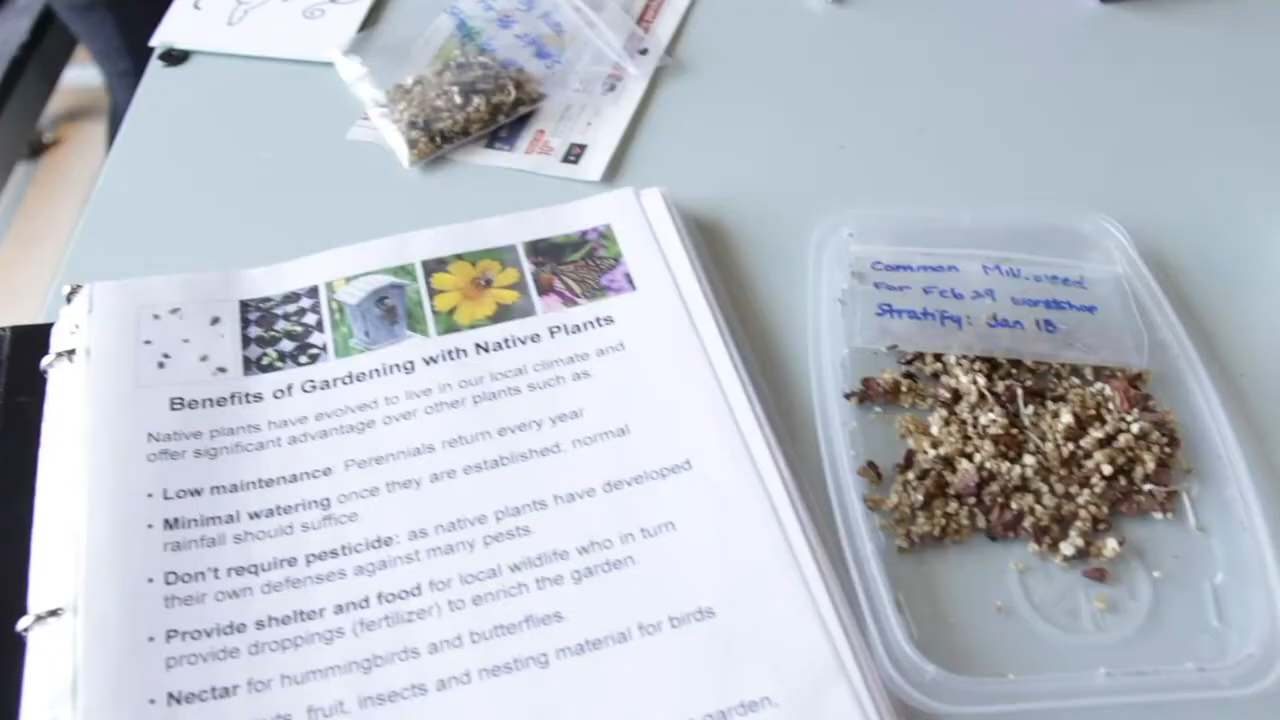 Benefits of Gardening with Native Plants
Native plants have evolved to live in our local climate and
offer significant advantage over other plants such as
• Low maintenance Perennials return every year
• Minimal watering once they are established; normal
rainfall should suffice
• Don't require pesticide: as native plants have developed
their own defenses against many pests.
• Provide shelter and food for local wildlife who in turn
provide droppings (fertilizer) to enrich the garden.
• Nectar for hummingbirds and butterflies.
fruit, insects and nesting material for birds
garden,
Common Milkweed
For Feb 29 workshop
Stratify: Jan 18